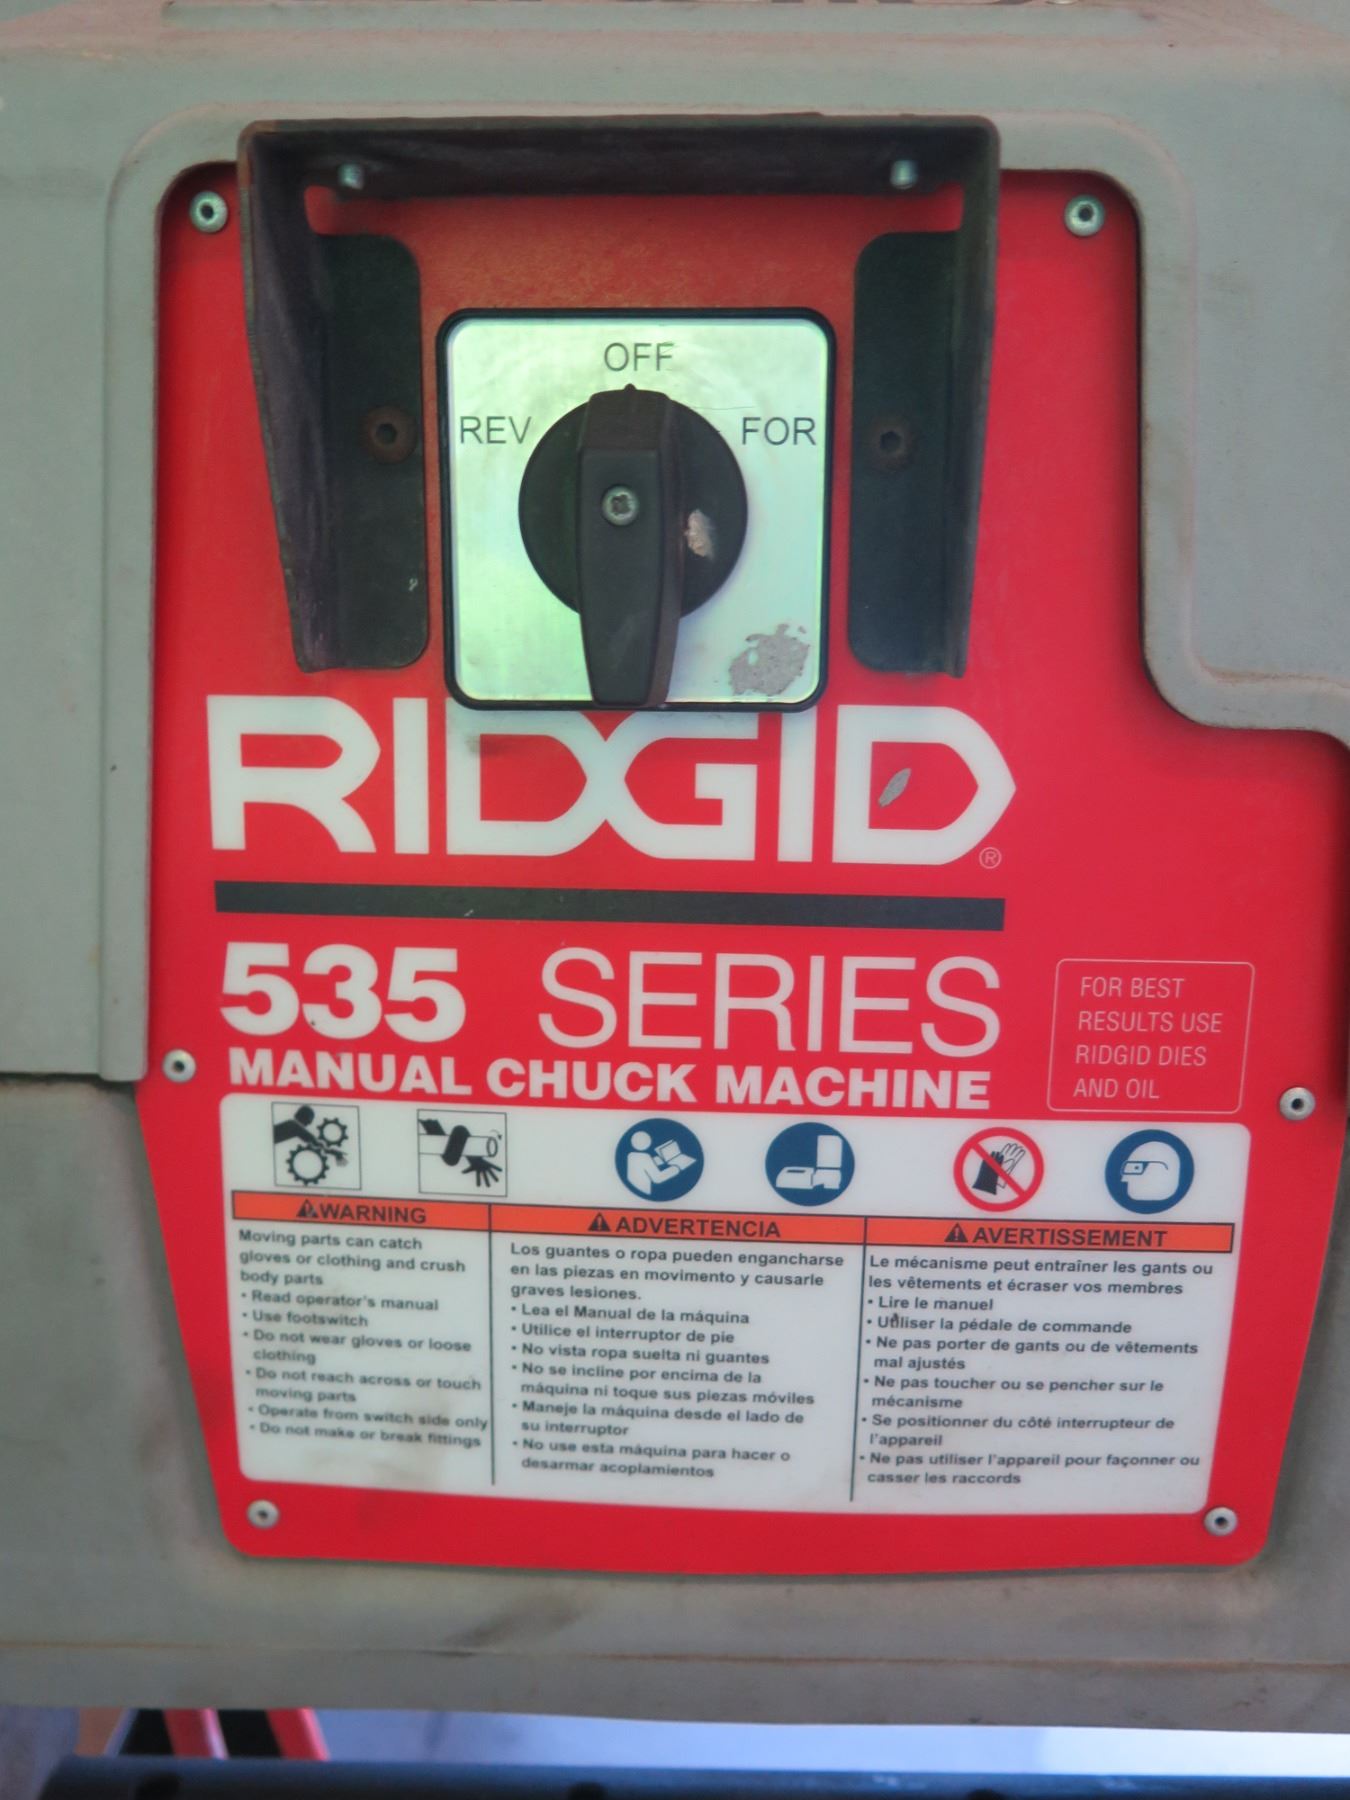 OFF
REV FOR
RIDGID®
535 SERIES
MANUAL CHUCK MACHINE
FOR BEST
RESULTS USE
RIDGID DIES
AND OIL
⚠WARNING
Moving parts can catch
gloves or clothing and crush
body parts
• Read operator's manual
• Use footswitch
• Do not wear gloves or loose
clothing
• Do not reach across or touch
moving parts
• Operate from switch side only
• Do not make or break fittings
⚠ ADVERTENCIA
Los guantes o ropa pueden engancharse
en las piezas en movimiento y causarle
graves lesiones.
• Lea el Manual de la máquina
• Utilice el interruptor de pie
• No vista ropa suelta ni guantes
• No se incline por encima de la
máquina ni toque sus piezas móviles
• Maneje la máquina desde el lado de
su interruptor
• No use esta máquina para hacer o
desarmar acoplamientos
⚠ AVERTISSEMENT
Le mécanisme peut entraîner les gants ou
les vêtements et écraser vos membres
• Lire le manuel
• Utiliser la pédale de commande
• Ne pas porter de gants ou de vêtements
mal ajustés
• Ne pas toucher ou se pencher sur le
mécanisme
• Se positionner du côté interrupteur de
l'appareil
• Ne pas utiliser l'appareil pour façonner ou
casser les raccords